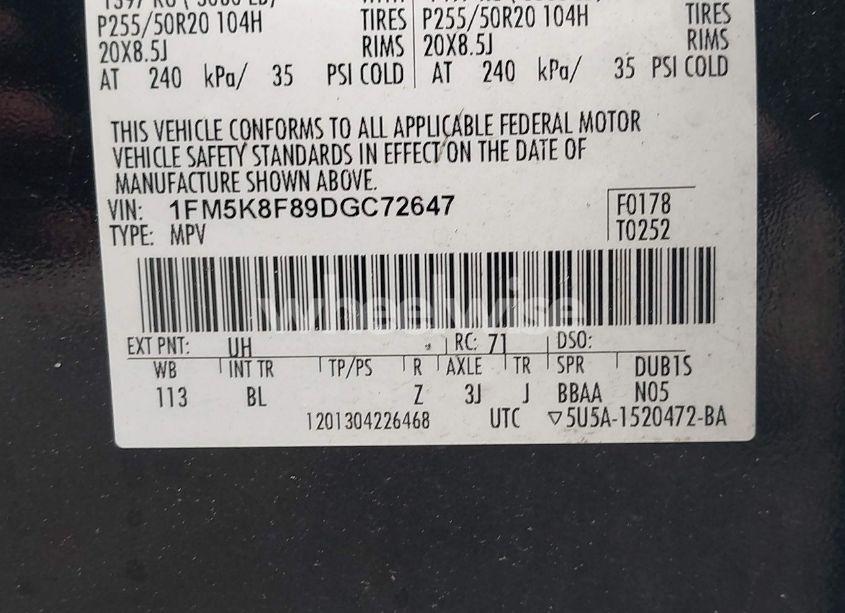 WITH
P255/50R20 104H TIRES P255/50R20 104H TIRES
20X8.5J RIMS 20X8.5J RIMS
AT 240 kPa/ 35 PSI COLD AT 240 kPa/ 35 PSI COLD
THIS VEHICLE CONFORMS TO ALL APPLICABLE FEDERAL MOTOR
VEHICLE SAFETY STANDARDS IN EFFECT ON THE DATE OF
MANUFACTURE SHOWN ABOVE.
VIN: 1FM5K8F89DGC72647 F0178
TYPE: MPV T0252
wheelwise
EXT PNT: UH RC: 71 DSO:
WB INT TR TP/PS R AXLE TR SPR DUB1S
113 BL Z 3J J BBAA N05
1201304226468 UTC ▽5U5A-1520472-BA